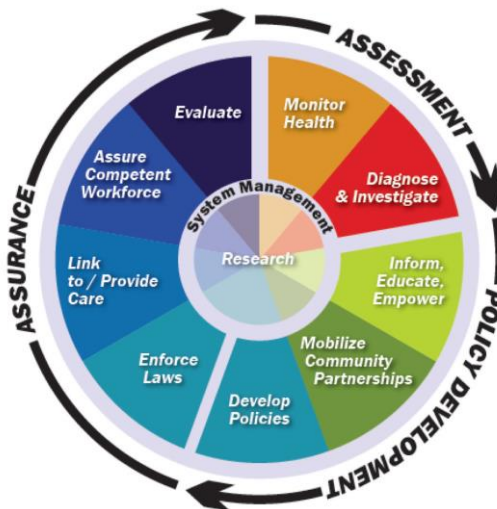 ASSESSMENT
POLICY DEVELOPMENT
ASSURANCE
Evaluate
Monitor
Health
Assure
Competent
Workforce
Diagnose
& Investigate
System Management
Research
Link
to / Provide
Care
Inform,
Educate,
Empower
Enforce
Laws
Mobilize
Community
Partnerships
Develop
Policies